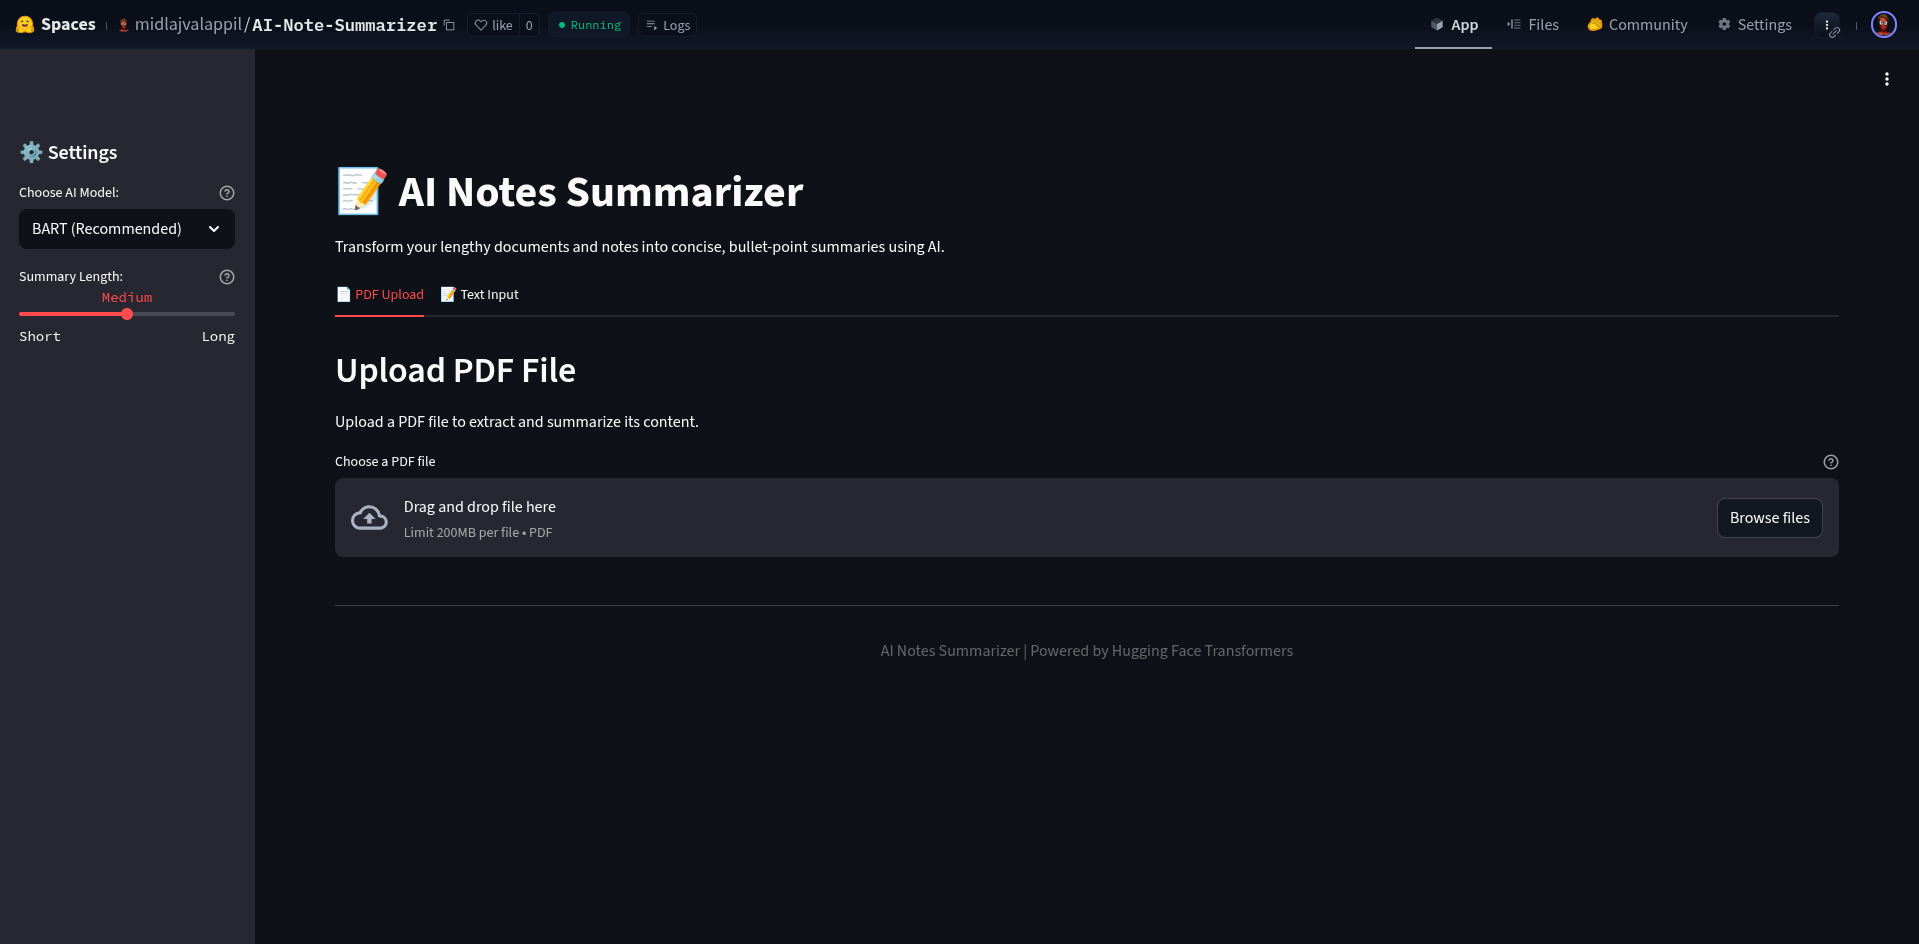 Spaces midlajvalappil/AI-Note-Summarizer like 0 Running Logs App Files Community Settings
Settings
Choose AI Model:
BART (Recommended)
Summary Length:
Medium
Short Long
AI Notes Summarizer
Transform your lengthy documents and notes into concise, bullet-point summaries using AI.
PDF Upload Text Input
Upload PDF File
Upload a PDF file to extract and summarize its content.
Choose a PDF file
Drag and drop file here
Limit 200MB per file • PDF
Browse files
AI Notes Summarizer | Powered by Hugging Face Transformers